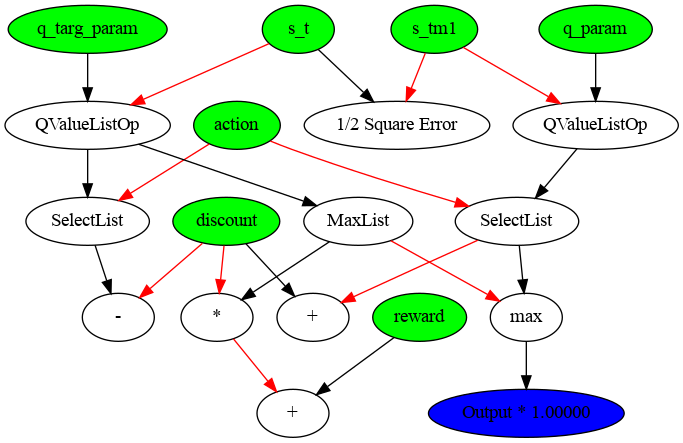 q_targ_param
s_t
s_tm1
q_param
QValueListOp
action
1/2 Square Error
QValueListOp
SelectList
discount
MaxList
SelectList
-
*
+
reward
max
+
Output * 1.00000